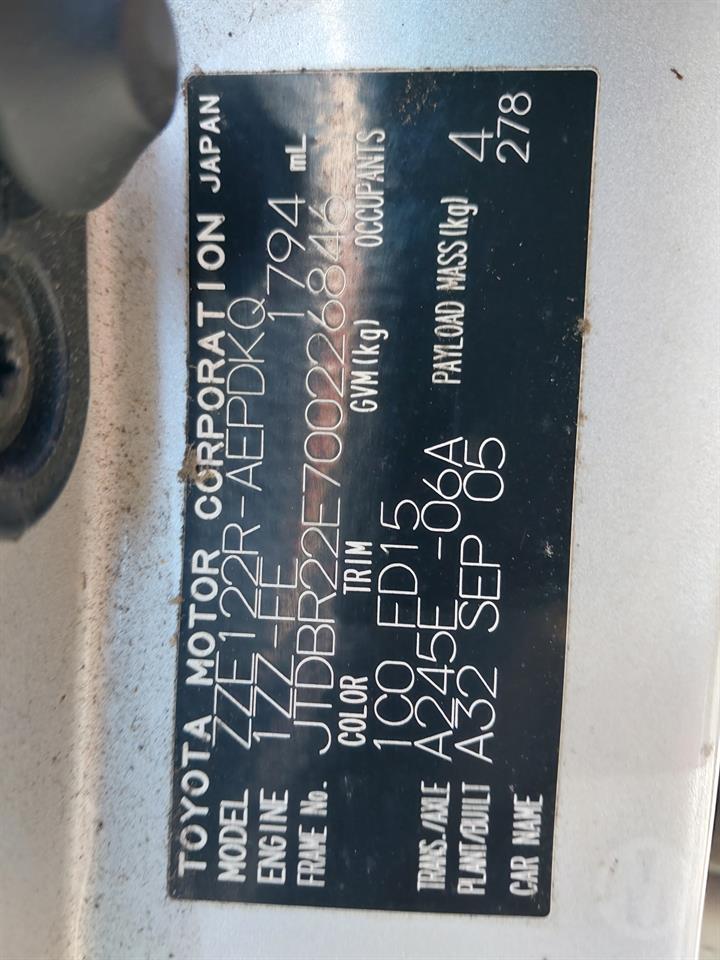 TOYOTA MOTOR CORPORATION JAPAN
MODEL ZZE122R-AEPDKQ
ENGINE 1ZZ-FE 1794 mL
FRAME No. JTDBR22E700226846
COLOR TRIM GVM(kg) OCCUPANTS
1C0 FD15
TRANS./AXLE A245E -06A PAYLOAD MASS(kg) 4
PLANT/BUILT A32 SEP 05 278
CAR NAME